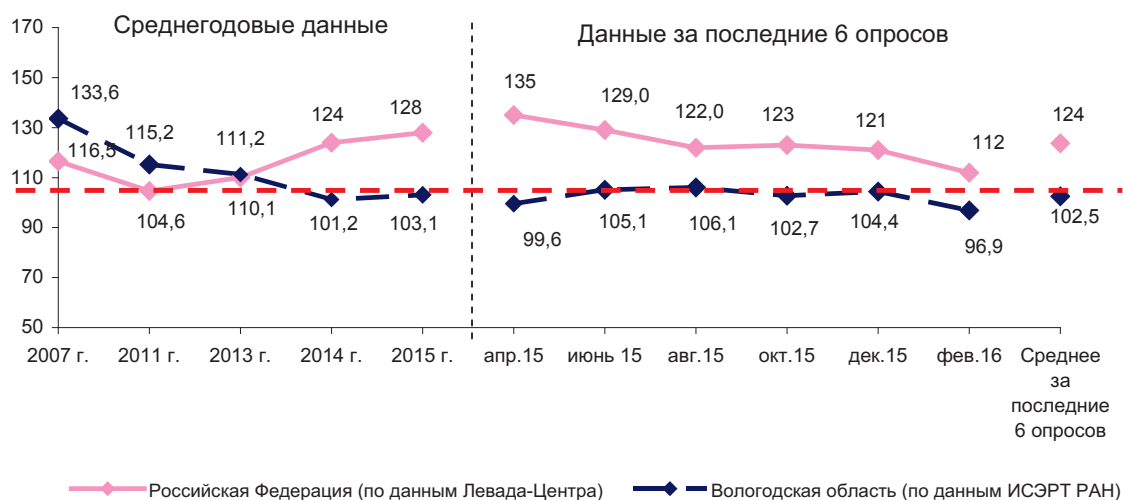 Среднегодовые данные
Данные за последние 6 опросов
170
150
130
110
90
70
50
133,6
115,2
111,2
124
128
116,5
104,6
110,1
101,2
103,1
135
129,0
122,0
123
121
112
124
99,6
105,1
106,1
102,7
104,4
96,9
102,5
2007 г.
2011 г.
2013 г.
2014 г.
2015 г.
апр.15
июнь 15
авг.15
окт.15
дек.15
фев.16
Среднее
за
последние
6 опросов
Российская Федерация (по данным Левада-Центра)
Вологодская область (по данным ИСЭРТ РАН)